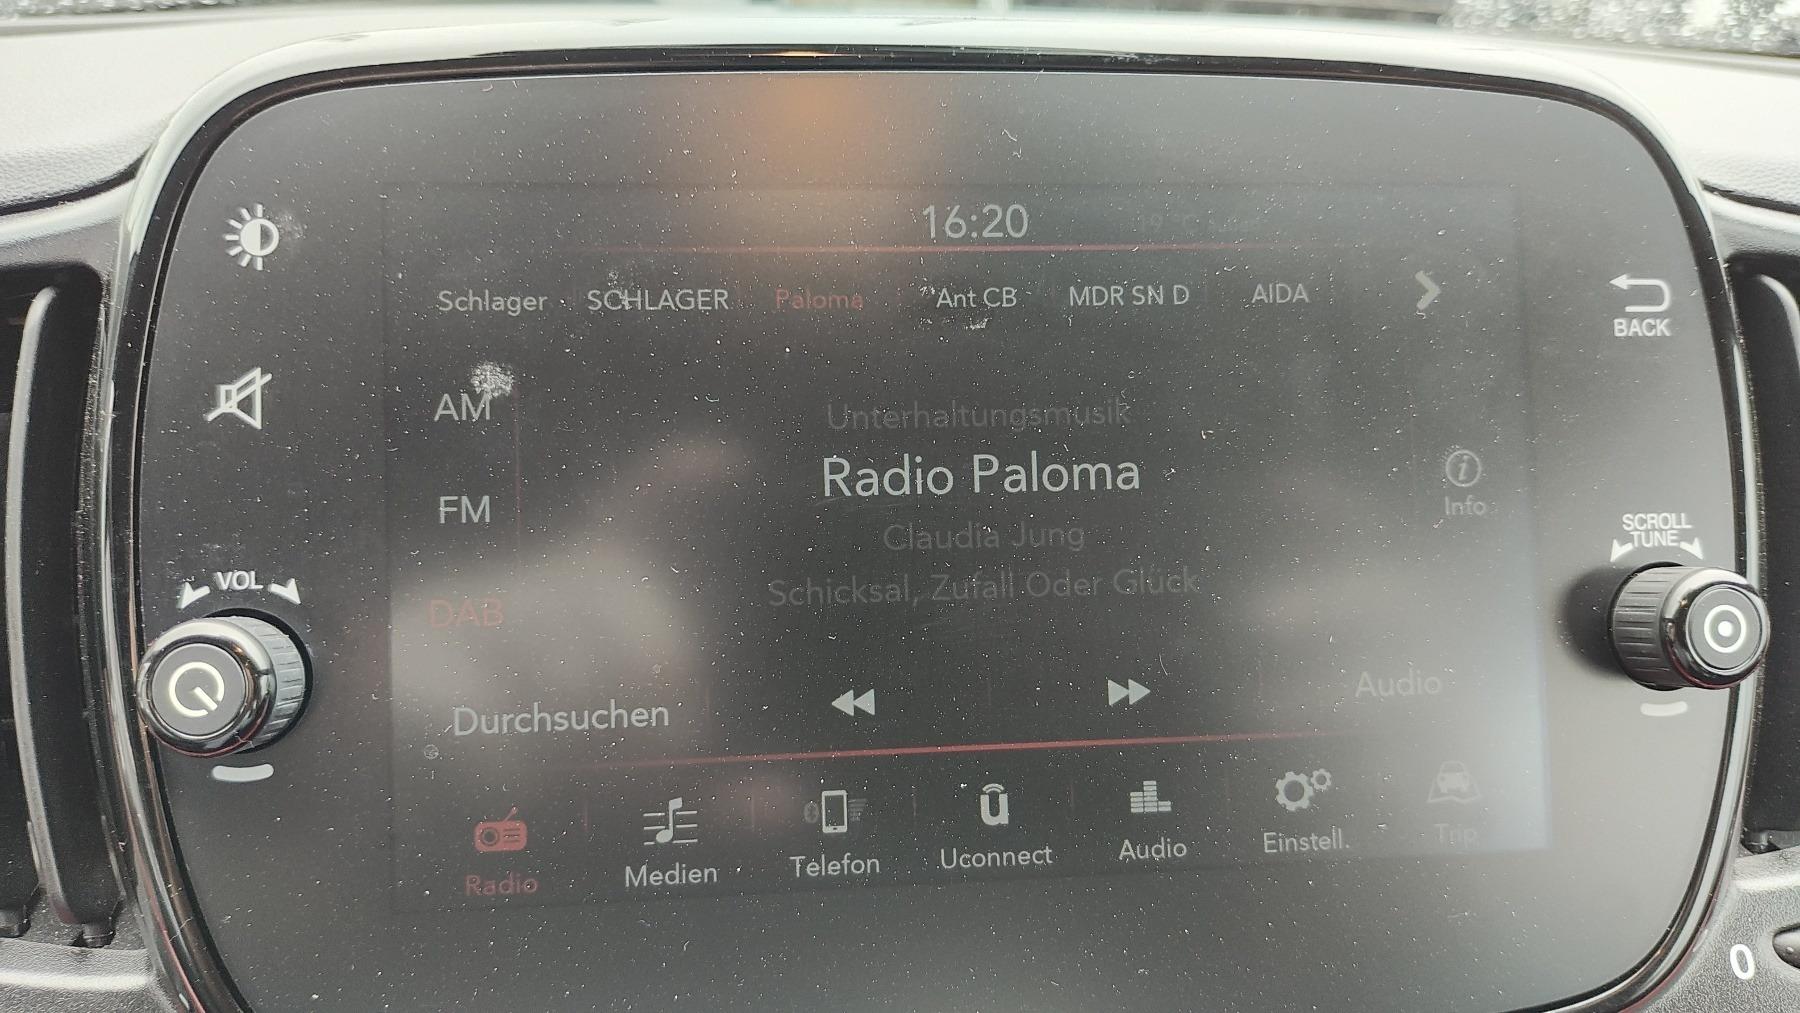 16:20
Schlager SCHLAGER Paloma Ant CB MDR SN D AIDA
BACK
AM
Unterhaltungsmusik
Radio Paloma
FM
Info
Claudia Jung
SCROLL
TUNE
VOL
DAB
Schicksal, Zufall Oder Glück
Durchsuchen
Audio
Radio Medien Telefon Uconnect Audio Einstell. Trip
0